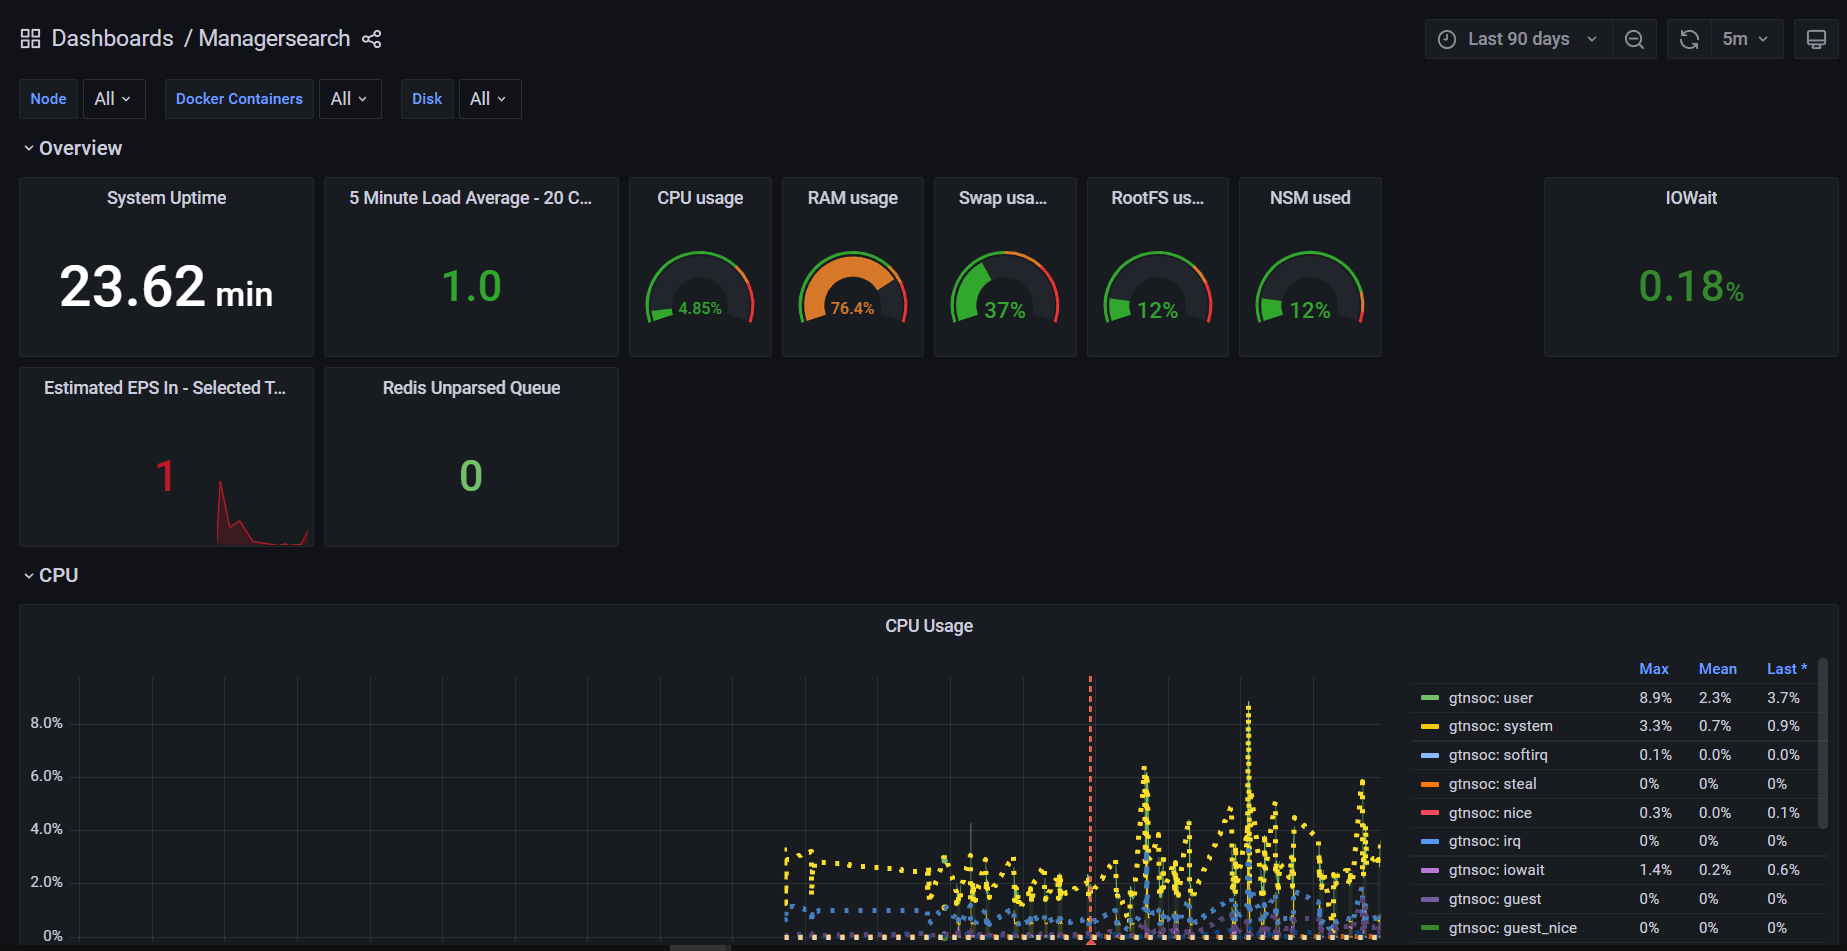 Dashboards / Managersearch
Last 90 days
5m
Node All Docker Containers All Disk All
Overview
System Uptime
23.62 min
5 Minute Load Average - 20 C...
1.0
CPU usage
4.85%
RAM usage
76.4%
Swap usa...
37%
RootFS us...
12%
NSM used
12%
IOWait
0.18%
Estimated EPS In - Selected T...
1
Redis Unparsed Queue
0
CPU
CPU Usage
8.0%
6.0%
4.0%
2.0%
0%
Max Mean Last *
gtnsoc: user 8.9% 2.3% 3.7%
gtnsoc: system 3.3% 0.7% 0.9%
gtnsoc: softirq 0.1% 0.0% 0.0%
gtnsoc: steal 0% 0% 0%
gtnsoc: nice 0.3% 0.0% 0.1%
gtnsoc: irq 0% 0% 0%
gtnsoc: iowait 1.4% 0.2% 0.6%
gtnsoc: guest 0% 0% 0%
gtnsoc: guest_nice 0% 0% 0%